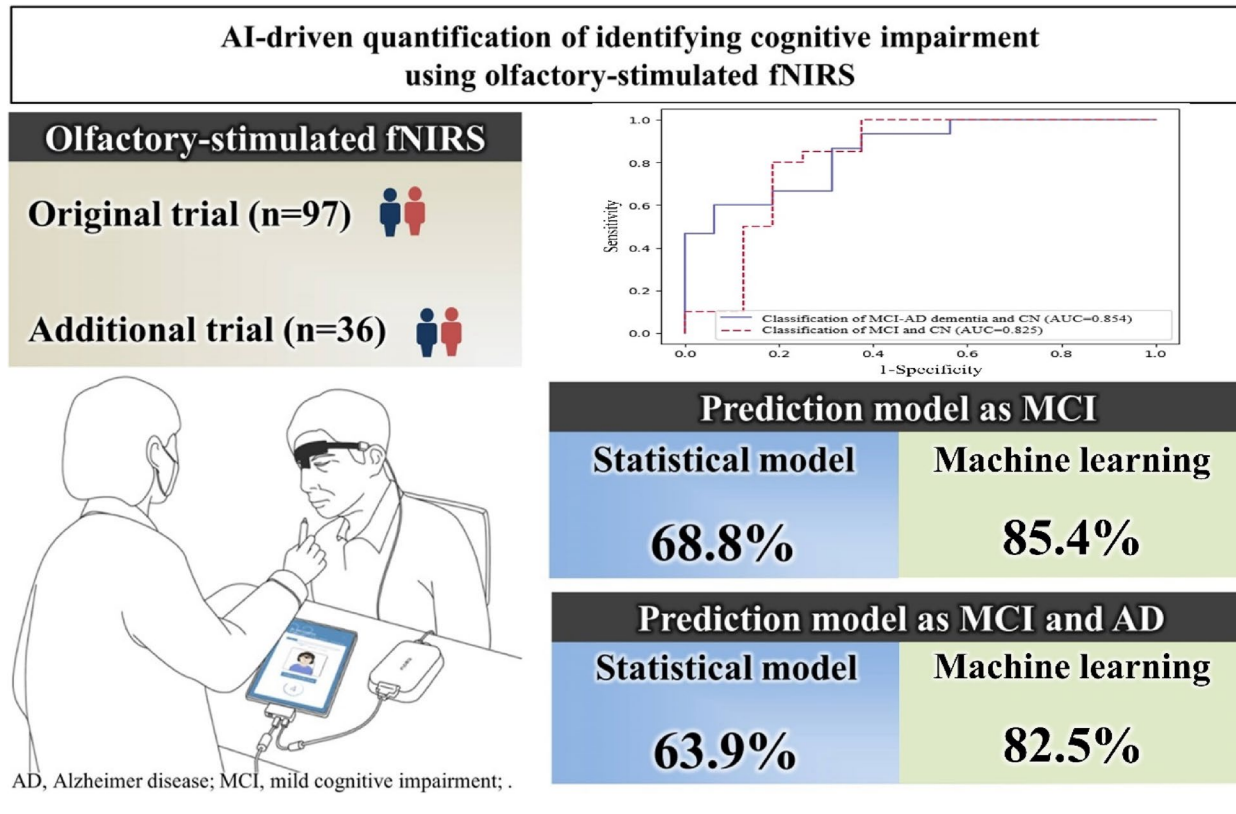 AI-driven quantification of identifying cognitive impairment
using olfactory-stimulated fNIRS
Olfactory-stimulated fNIRS
Original trial (n=97)
Additional trial (n=36)
1.0
0.8
0.6
0.4
0.2
0.0
Sensitivity
Classification of MCI-AD dementia and CN (AUC=0.854)
Classification of MCI and CN (AUC=0.825)
0.0 0.2 0.4 0.6 0.8 1.0
1-Specificity
Prediction model as MCI
Statistical model Machine learning
68.8% 85.4%
Prediction model as MCI and AD
Statistical model Machine learning
63.9% 82.5%
AD, Alzheimer disease; MCI, mild cognitive impairment; .